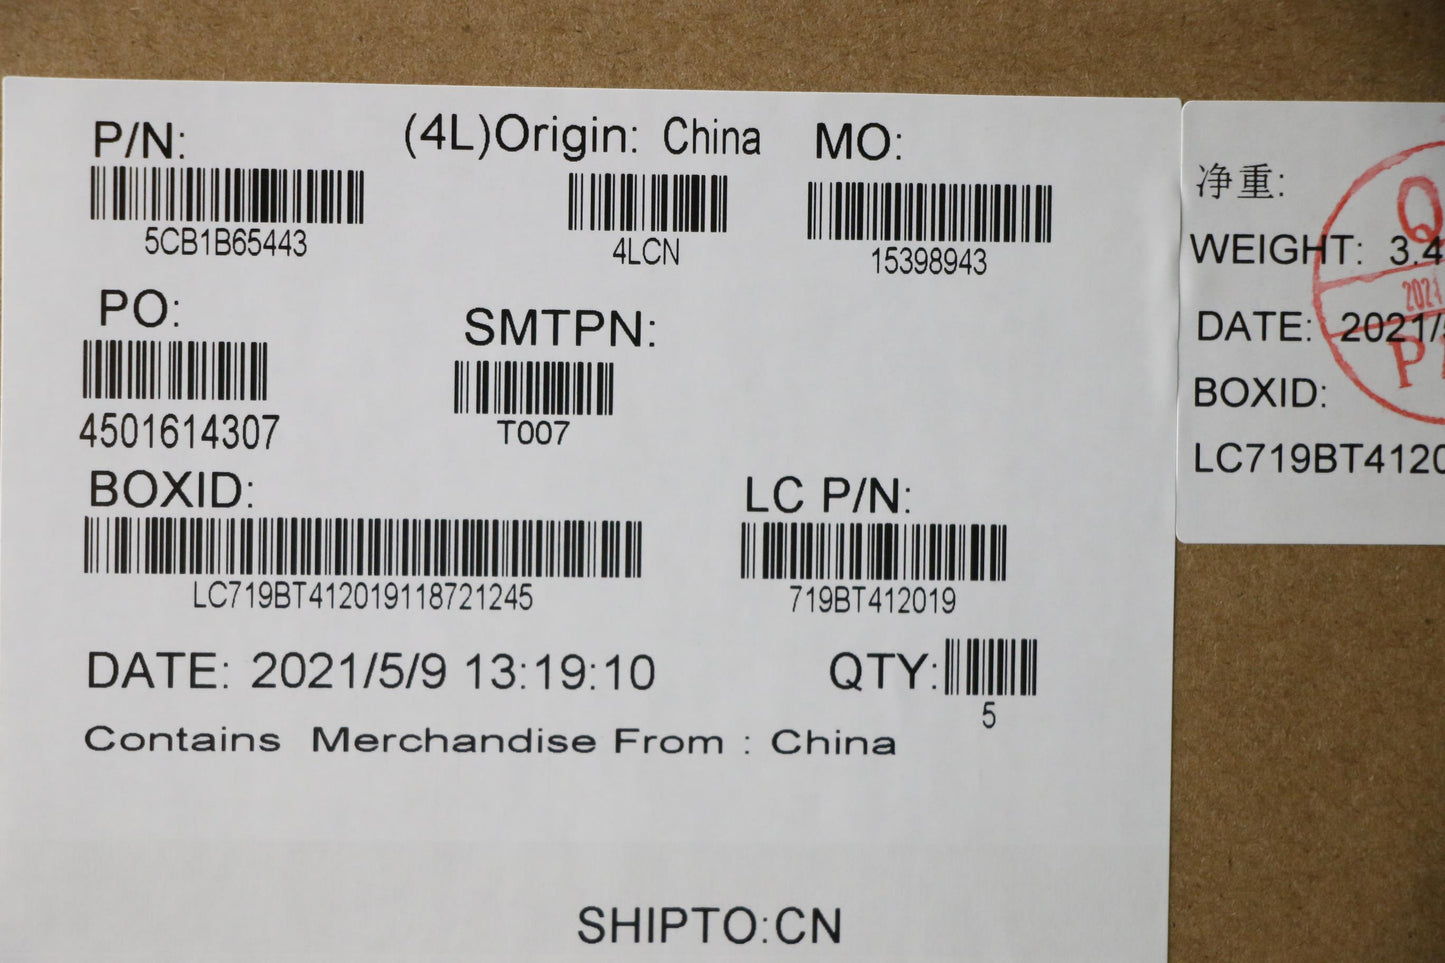 P/N:
5CB1B65443
(4L)Origin: China
4LCN
MO:
15398943
PO:
4501614307
SMTPN:
T007
BOXID:
LC719BT412019118721245
LC P/N:
719BT412019
DATE: 2021/5/9 13:19:10
QTY:
5
Contains Merchandise From : China
SHIPTO:CN
净重:
WEIGHT: 3.4
DATE: 2021/
BOXID:
LC719BT4120
Q
2021
P